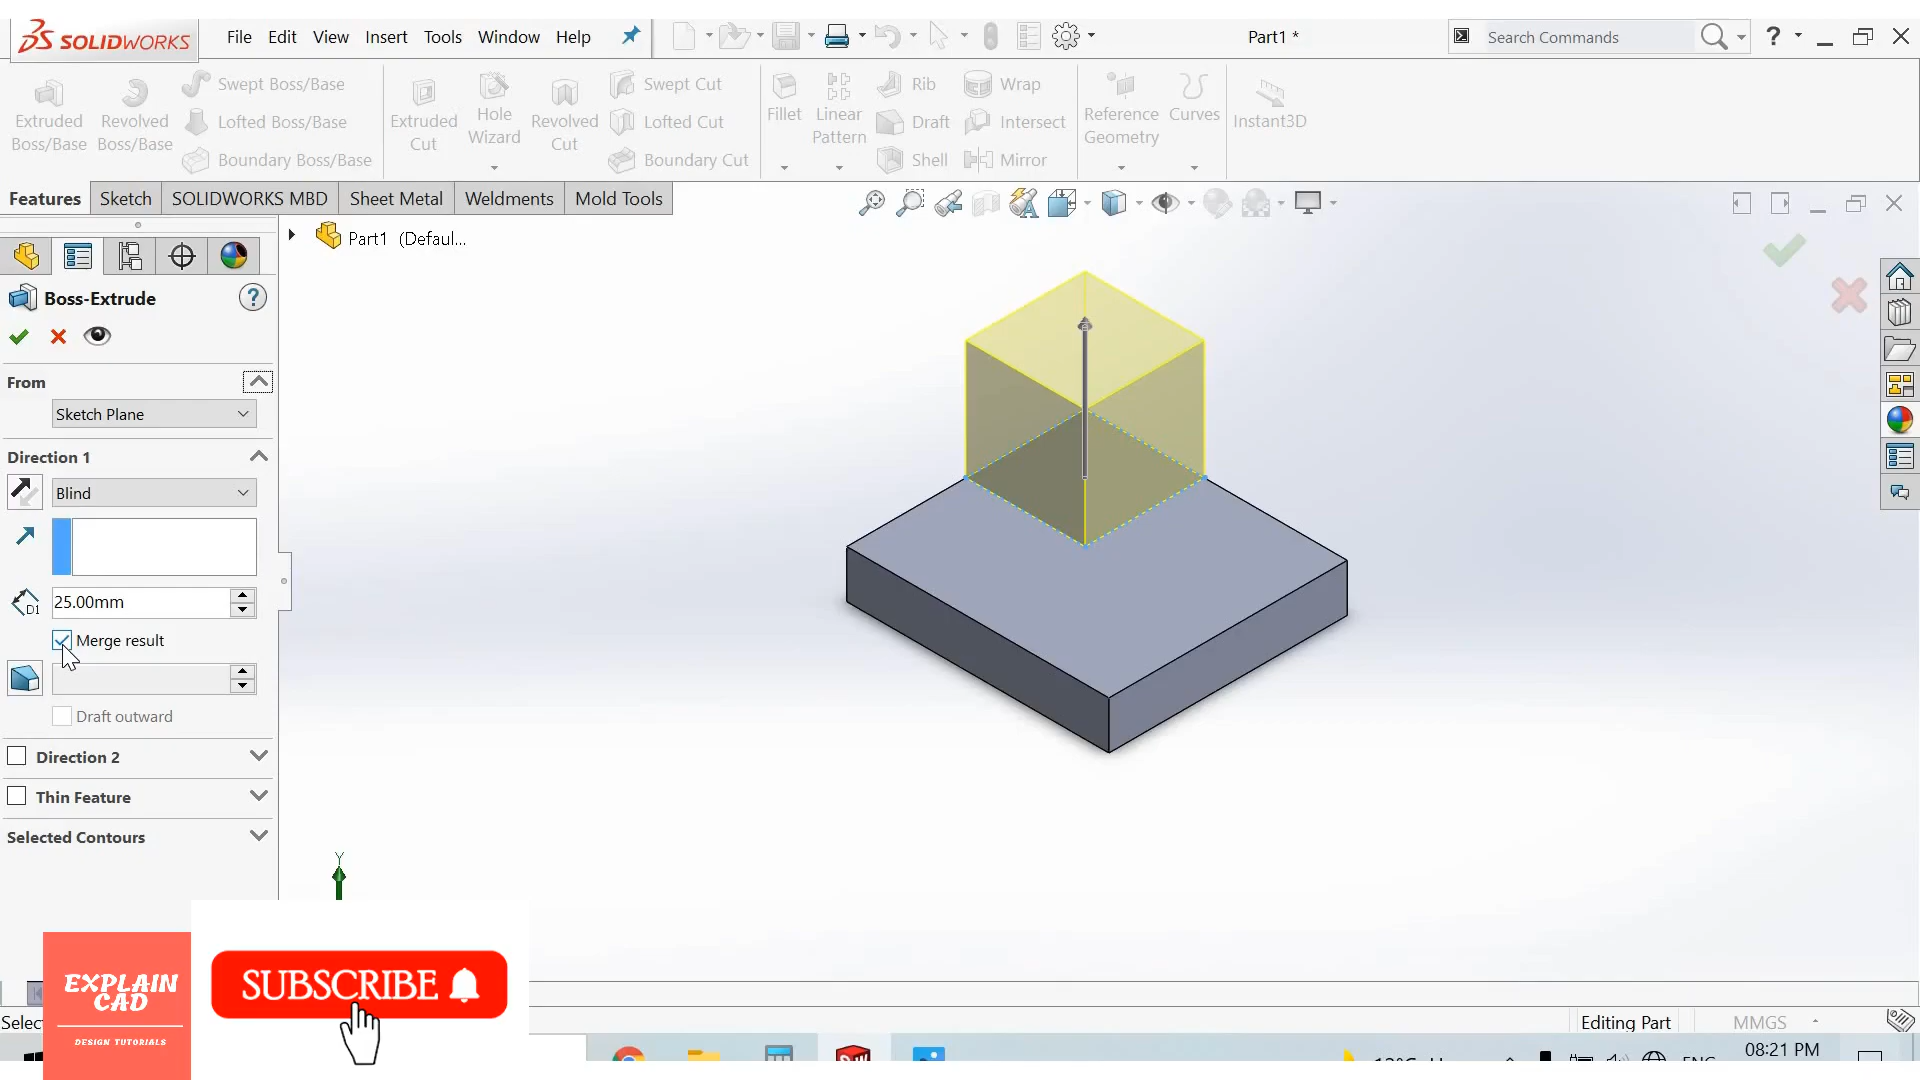 SOLIDWORKS
File Edit View Insert Tools Window Help
Part1 *
Search Commands
?
Extruded Boss/Base
Revolved Boss/Base
Swept Boss/Base
Lofted Boss/Base
Boundary Boss/Base
Extruded Cut
Hole Wizard
Revolved Cut
Swept Cut
Lofted Cut
Boundary Cut
Fillet
Linear Pattern
Rib
Draft
Shell
Wrap
Intersect
Mirror
Reference Geometry
Curves
Instant3D
Features Sketch SOLIDWORKS MBD Sheet Metal Weldments Mold Tools
Part1 (Defaul...
Boss-Extrude
?
From
Sketch Plane
Direction 1
Blind
D1
25.00mm
Merge result
Draft outward
Direction 2
Thin Feature
Selected Contours
Y
EXPLAIN
CAD
DESIGN TUTORIALS
SUBSCRIBE
Editing Part
MMGS
08:21 PM